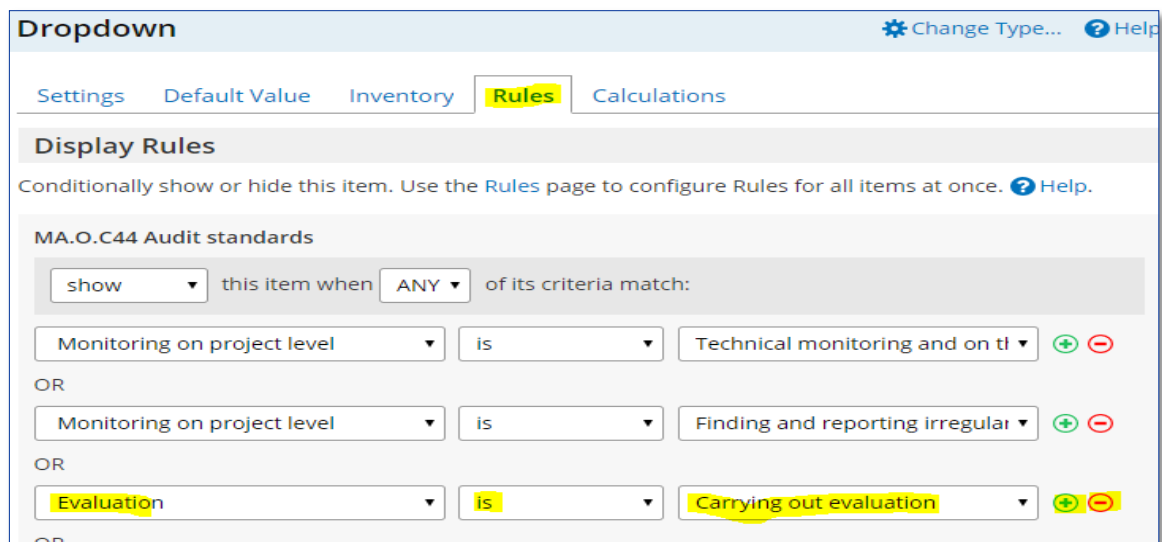 Dropdown Change Type... Help
Settings Default Value Inventory Rules Calculations
Display Rules
Conditionally show or hide this item. Use the Rules page to configure Rules for all items at once. Help.
MA.O.C44 Audit standards
show this item when ANY of its criteria match:
Monitoring on project level is Technical monitoring and on
OR
Monitoring on project level is Finding and reporting
OR
Evaluation is Carrying out evaluation
OR